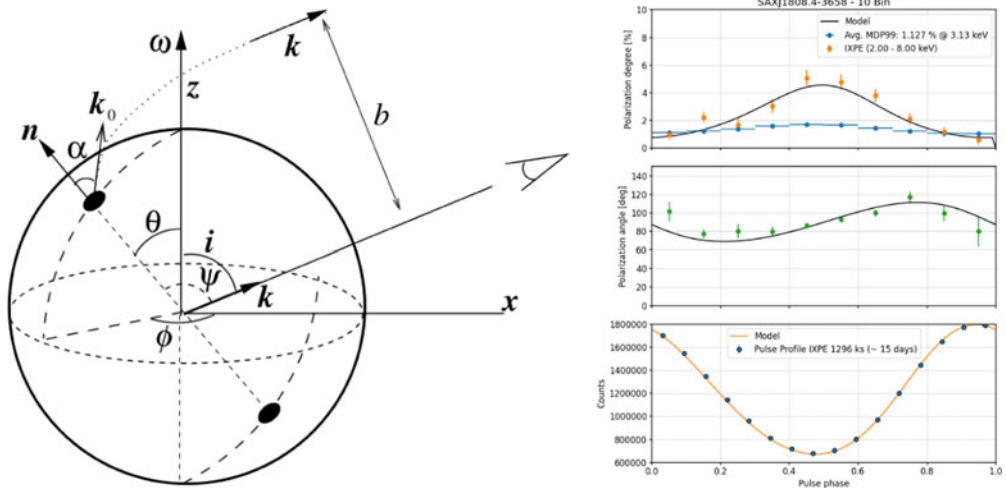 ω
k
z
k0
n
α
b
θ
i
ψ
k
x
ϕ
SAXJ1808.4-3658 - 10 Bin
Model
Avg. MDP99: 1.127 % @ 3.13 keV
IXPE (2.00 - 8.00 keV)
Polarization degree [%]
10
8
6
4
2
0
Polarization angle [deg]
140
120
100
80
60
40
20
0
Model
Pulse Profile IXPE 1296 ks (~ 15 days)
Counts
1800000
1600000
1400000
1200000
1000000
800000
600000
0.0 0.2 0.4 0.6 0.8 1.0
Pulse phase